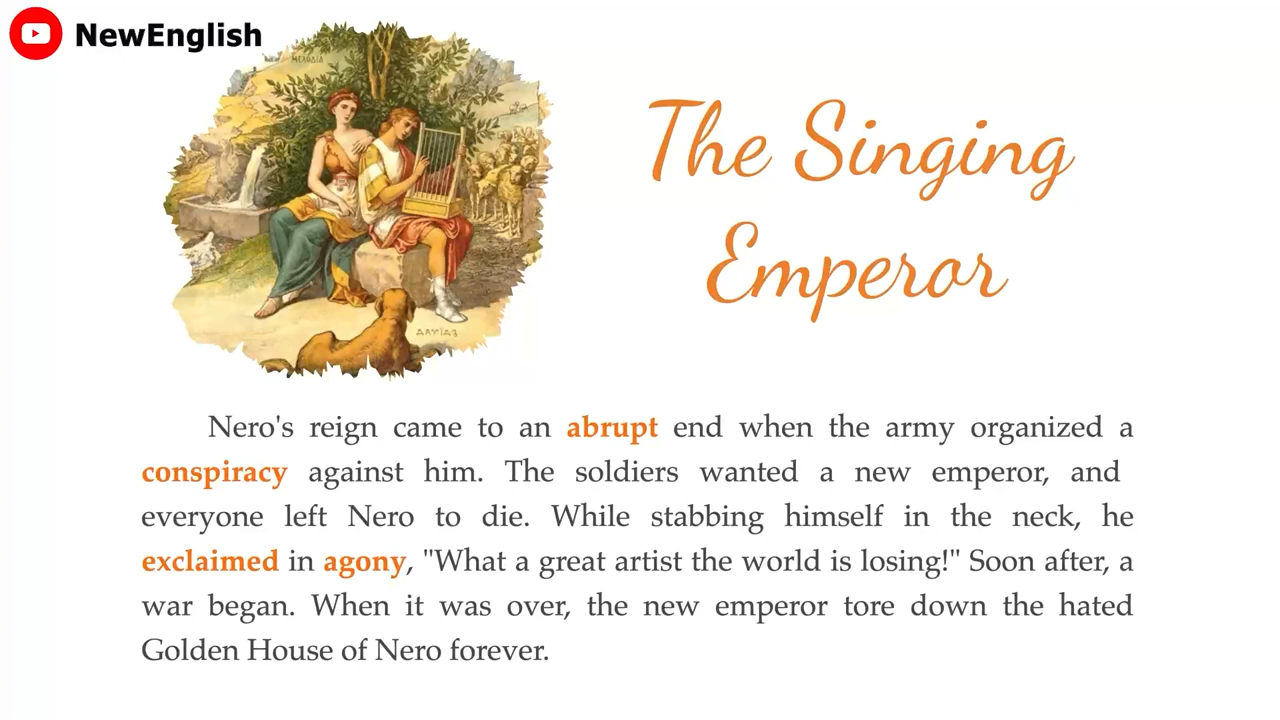 NewEnglish
ΜΕΛΩΔΙΑ
The Singing
Emperor
ΔΑΥΪΔΣ
Nero's reign came to an abrupt end when the army organized a
conspiracy against him. The soldiers wanted a new emperor, and
everyone left Nero to die. While stabbing himself in the neck, he
exclaimed in agony, "What a great artist the world is losing!" Soon after, a
war began. When it was over, the new emperor tore down the hated
Golden House of Nero forever.